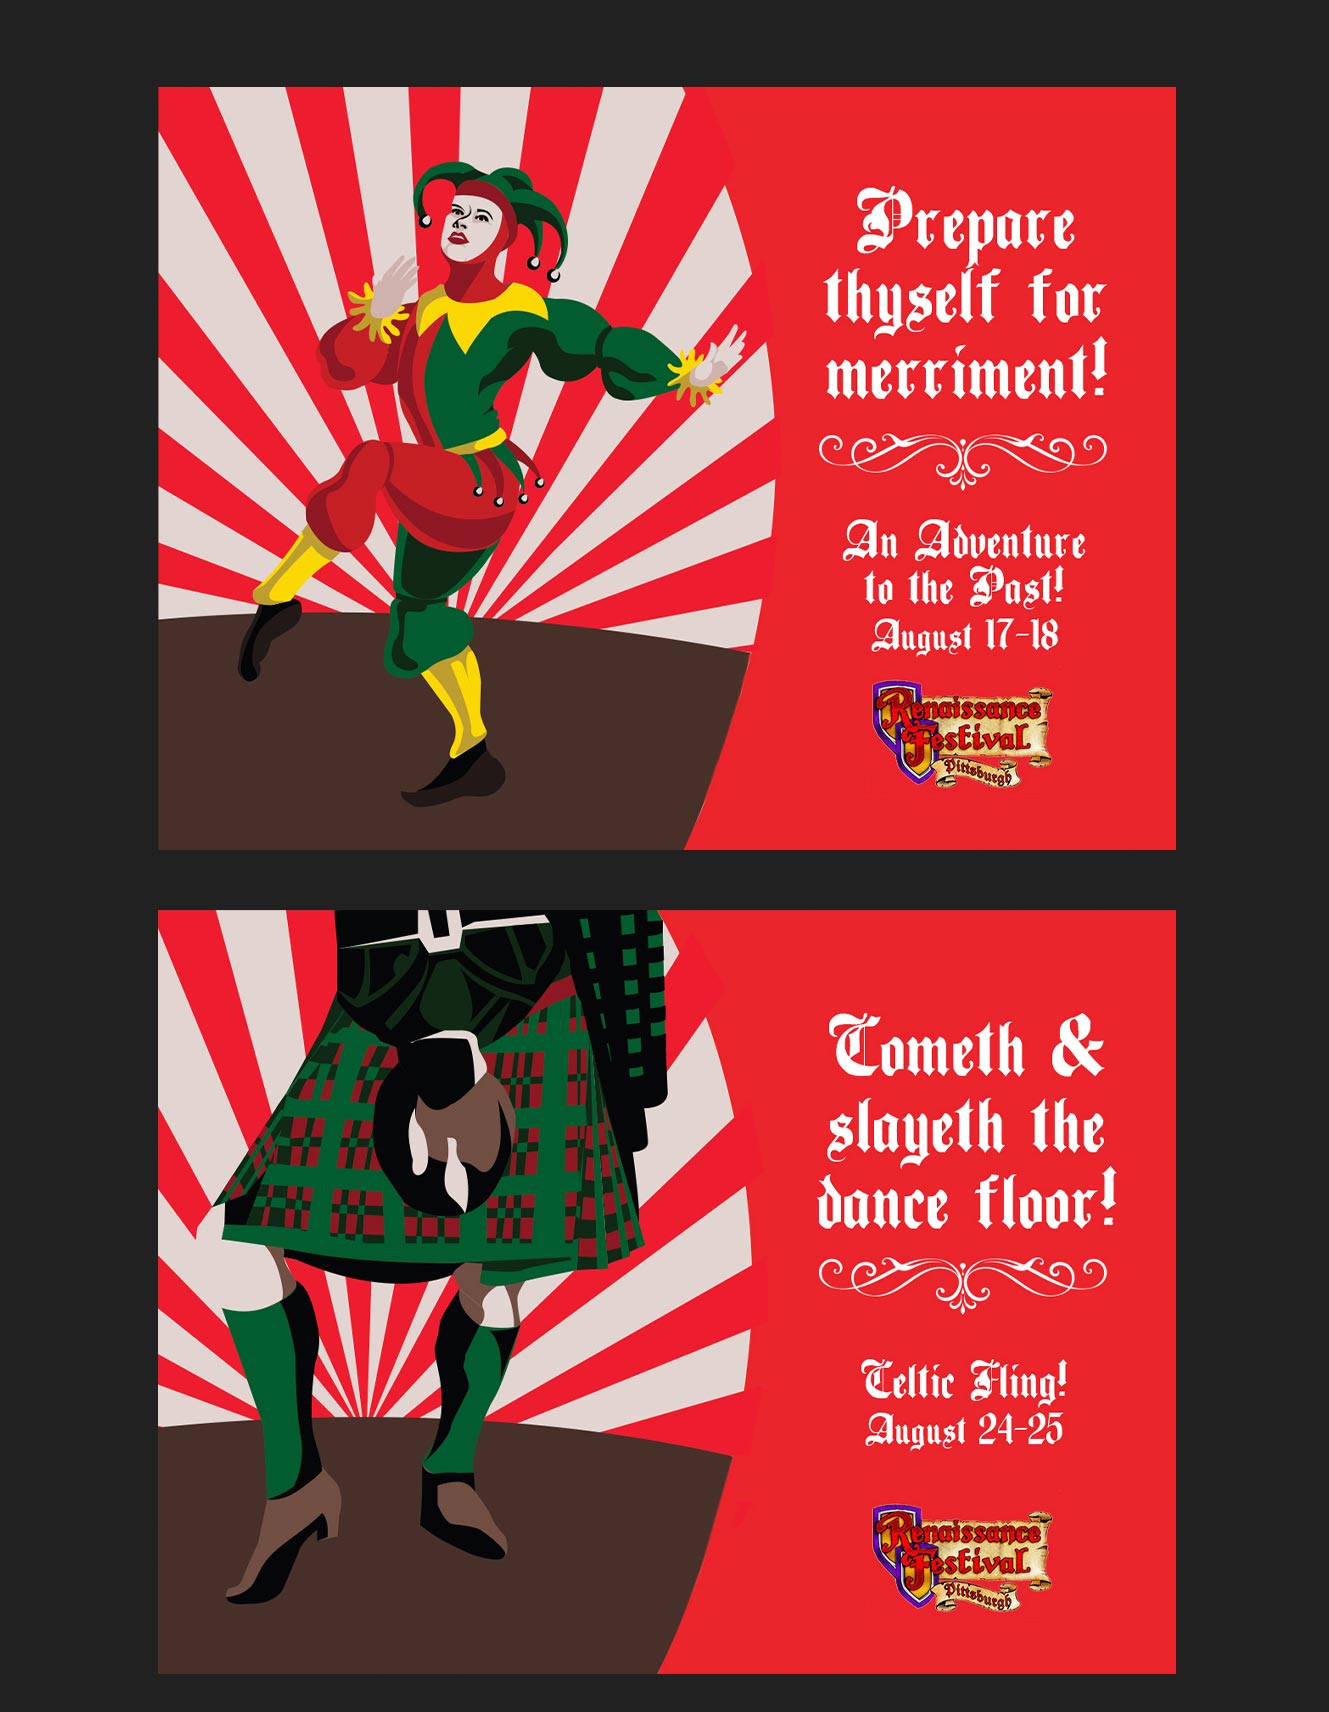 Prepare
thyself for
merriment!
An Adventure
to the Past!
August 17-18
Renaissance
Festival
Pittsburgh
Cometh &
slayeth the
dance floor!
Celtic Fling!
August 24-25
Renaissance
Festival
Pittsburgh